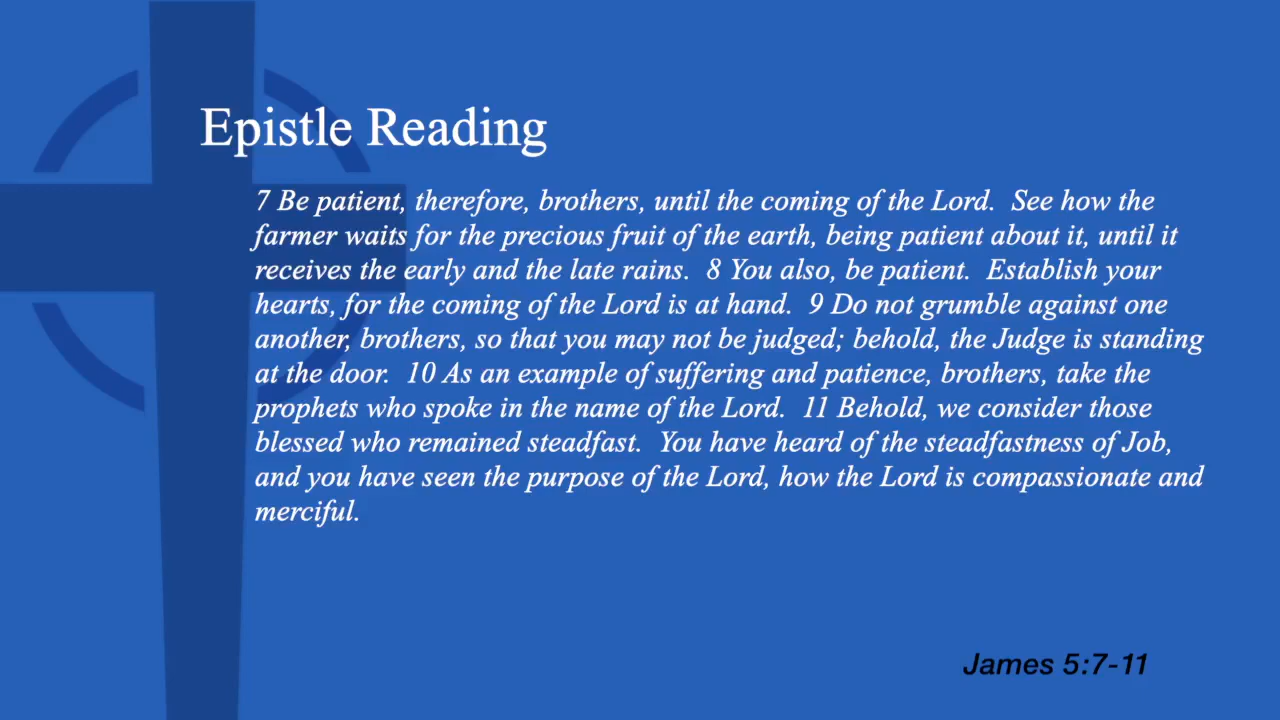 Epistle Reading
7 Be patient, therefore, brothers, until the coming of the Lord.  See how the
farmer waits for the precious fruit of the earth, being patient about it, until it
receives the early and the late rains.  8 You also, be patient.  Establish your
hearts, for the coming of the Lord is at hand.  9 Do not grumble against one
another, brothers, so that you may not be judged; behold, the Judge is standing
at the door.  10 As an example of suffering and patience, brothers, take the
prophets who spoke in the name of the Lord.  11 Behold, we consider those
blessed who remained steadfast.  You have heard of the steadfastness of Job,
and you have seen the purpose of the Lord, how the Lord is compassionate and
merciful.
James 5:7-11